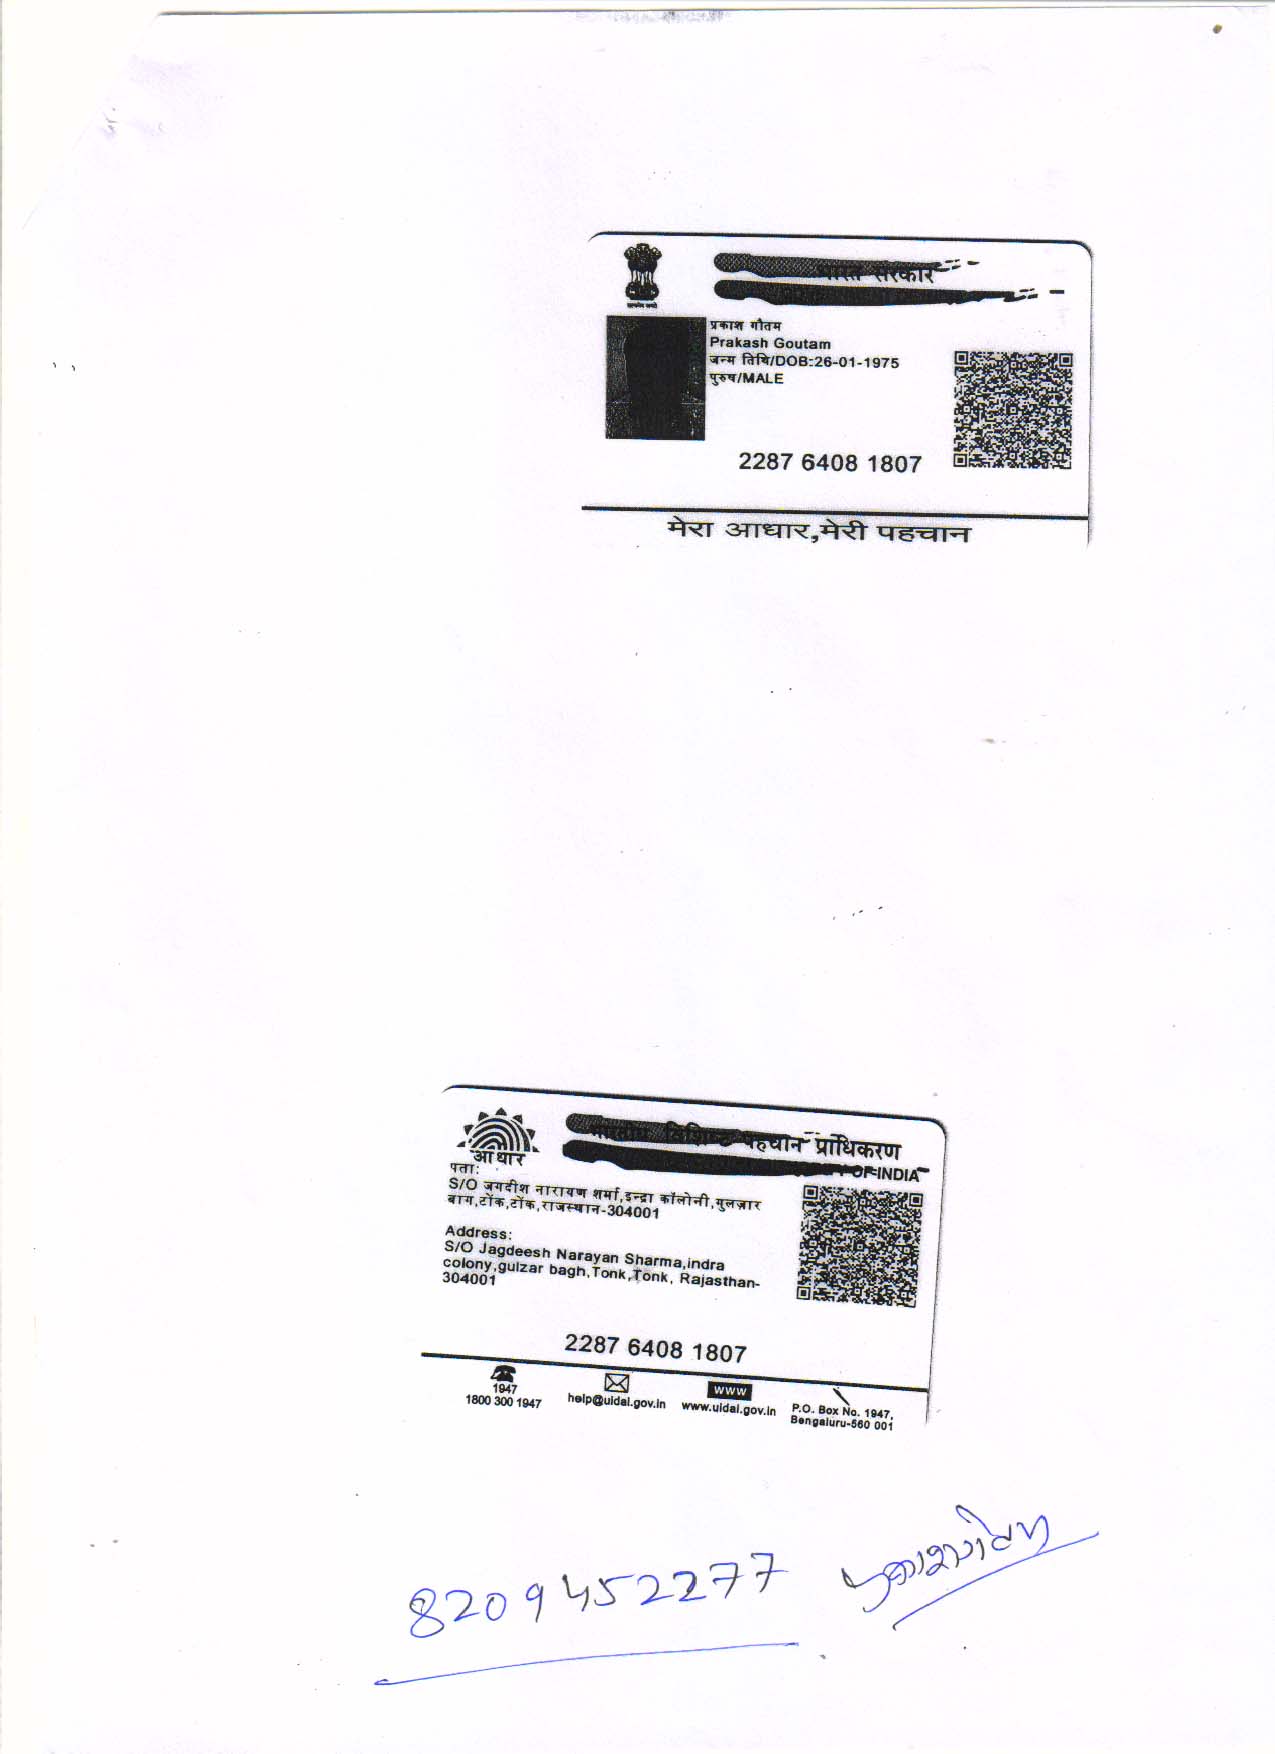 भारत सरकार
प्रकाश गौतम
Prakash Goutam
जन्म तिथि/DOB:26-01-1975
पुरुष/MALE
2287 6408 1807
मेरा आधार,मेरी पहचान
भारतीय विशिष्ट पहचान प्राधिकरण
OF INDIA
आधार
पता:
S/O जगदीश नारायण शर्मा,इन्द्रा कॉलोनी,गुलज़ार
बाग,टोंक,टोंक,राजस्थान-304001
Address:
S/O Jagdeesh Narayan Sharma,indra
colony,gulzar bagh,Tonk,Tonk, Rajasthan-
304001
2287 6408 1807
1947
1800 300 1947
help@uidai.gov.in
www
www.uidai.gov.in
P.O. Box No. 1947,
Bengaluru-560 001
8209452277
प्रकाश गौतम